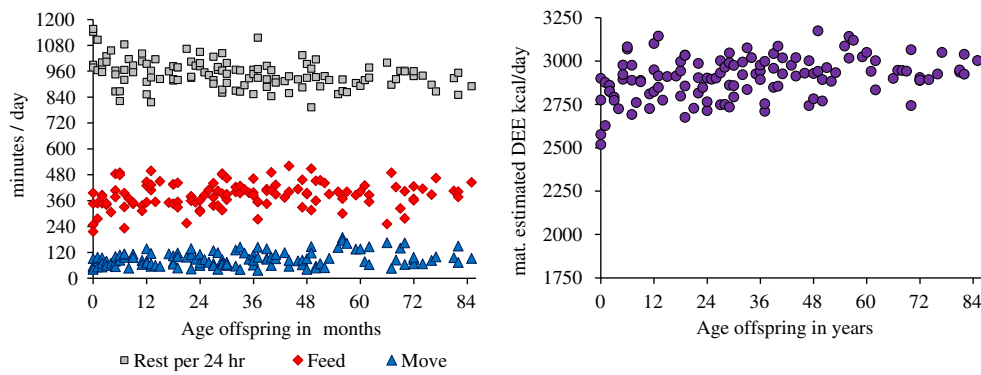 minutes / day
1200
1080
960
840
720
600
480
360
240
120
0
0 12 24 36 48 60 72 84
Age offspring in months
Rest per 24 hr Feed Move
mat. estimated DEE kcal/day
3250
3000
2750
2500
2250
2000
1750
0 12 24 36 48 60 72 84
Age offspring in years